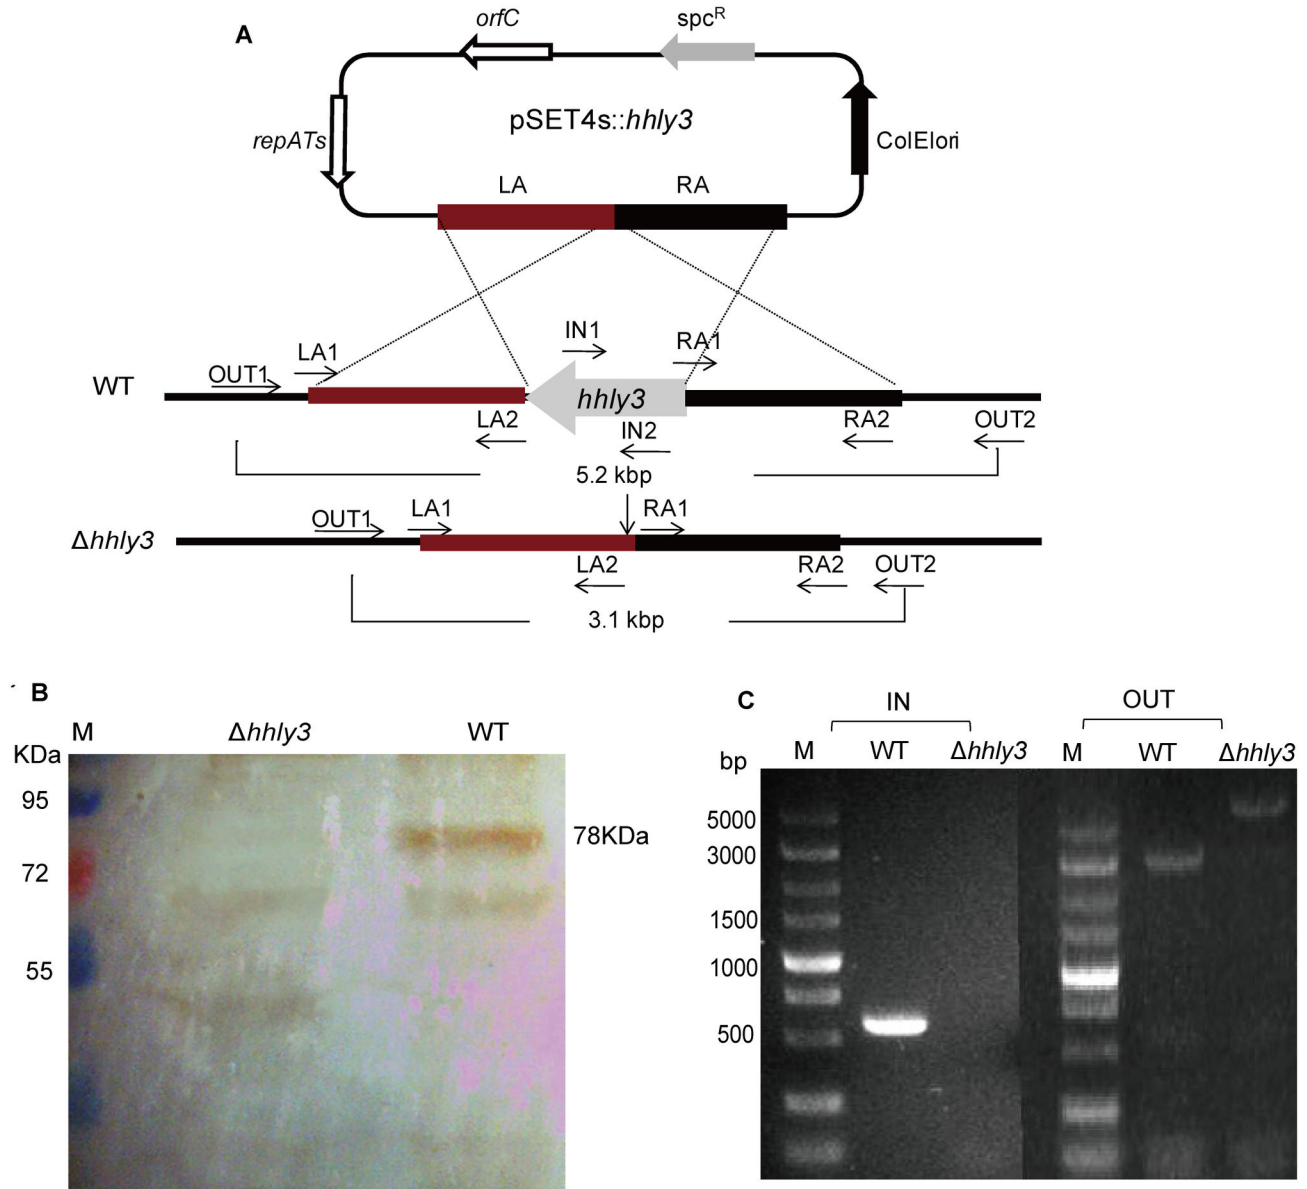 A
orfC
spcR
pSET4s::hhly3
repATs
ColElori
LA
RA
IN1
RA1
LA1
OUT1
WT
hhly3
LA2
IN2
RA2
OUT2
5.2 kbp
LA1
RA1
OUT1
Δhhly3
LA2
RA2
OUT2
3.1 kbp
B
M
Δhhly3
WT
KDa
95
72
55
78KDa
C
IN
OUT
M
WT
Δhhly3
M
WT
Δhhly3
bp
5000
3000
1500
1000
500